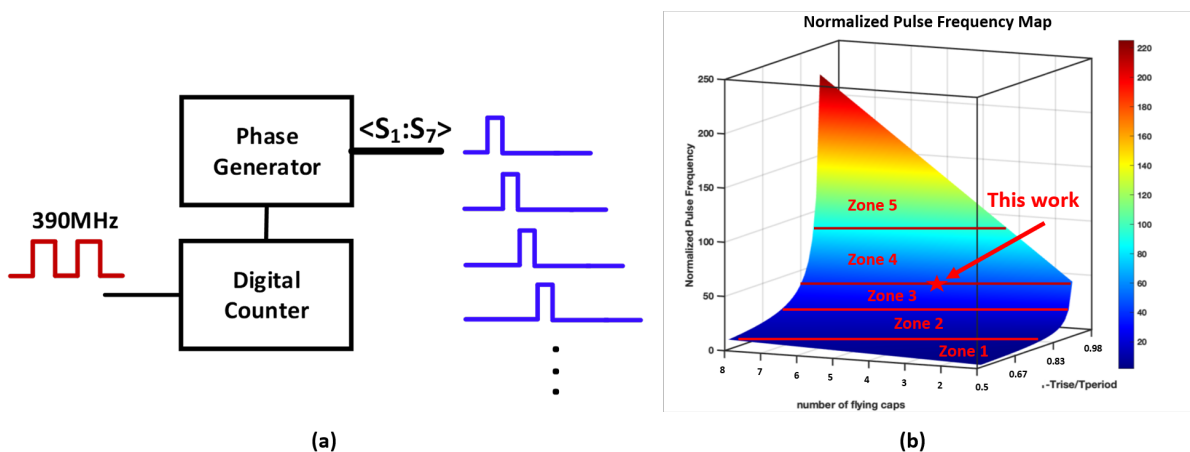 Phase
Generator
<S1:S7>
390MHz
Digital
Counter
(a)
Normalized Pulse Frequency Map
Normalized Pulse Frequency
250
200
150
100
50
0
This work
Zone 5
Zone 4
Zone 3
Zone 2
Zone 1
8 7 6 5 4 3 2
0.5 0.67 0.83 0.98
number of flying caps
-Trise/Tperiod
220
200
180
160
140
120
100
80
60
40
20
(b)